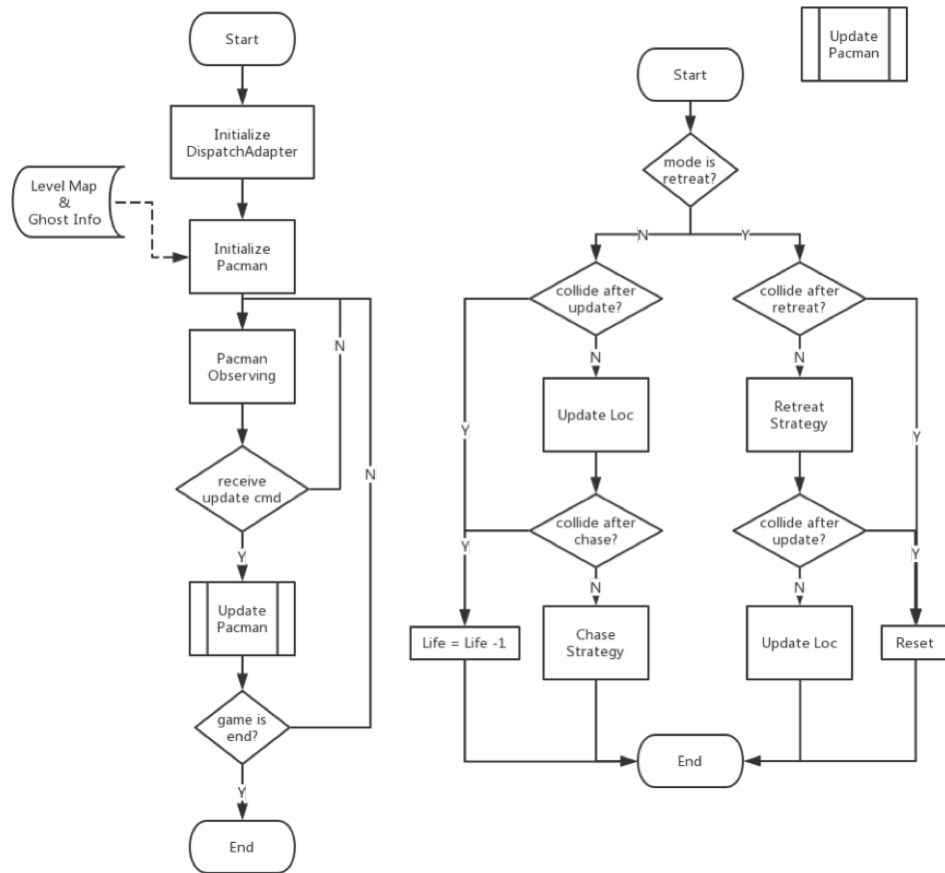 Start
Initialize
DispatchAdapter
Level Map
&
Ghost Info
Initialize
Pacman
Pacman
Observing
N
receive
update cmd
N
Y
Update
Pacman
game is
end?
Y
End
Update
Pacman
Start
mode is
retreat?
N
Y
collide after
update?
collide after
retreat?
N
N
Update Loc
Retreat
Strategy
Y
Y
collide after
chase?
collide after
update?
Y
Y
N
N
Life = Life -1
Chase
Strategy
Update Loc
Reset
End